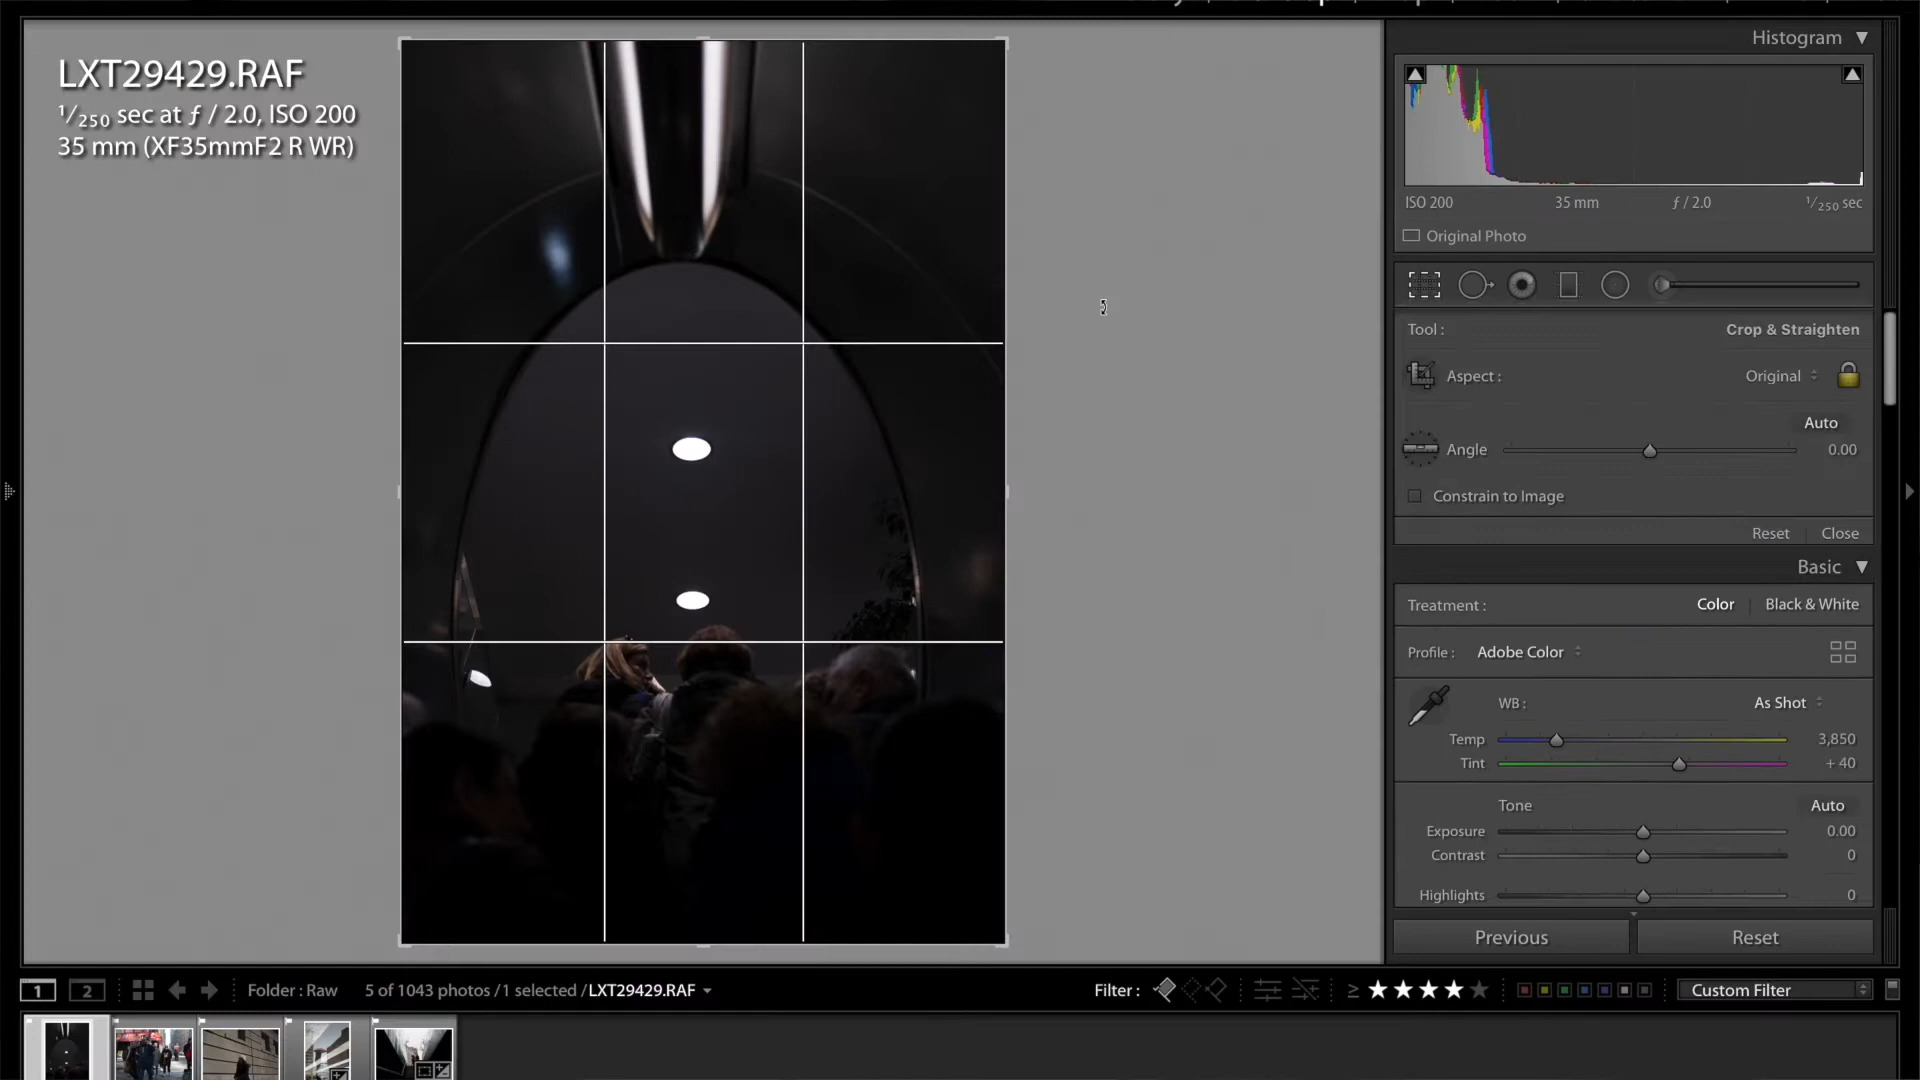 LXT29429.RAF
1/250 sec at ƒ / 2.0, ISO 200
35 mm (XF35mmF2 R WR)
Histogram
ISO 200 35 mm ƒ / 2.0 1/250 sec
Original Photo
Tool : Crop & Straighten
Aspect : Original
Auto
Angle 0.00
Constrain to Image
Reset Close
Basic
Treatment : Color Black & White
Profile : Adobe Color
WB : As Shot
Temp 3,850
Tint + 40
Tone Auto
Exposure 0.00
Contrast 0
Highlights 0
Previous Reset
1 2 Folder : Raw 5 of 1043 photos / 1 selected / LXT29429.RAF Filter : ≥ Custom Filter